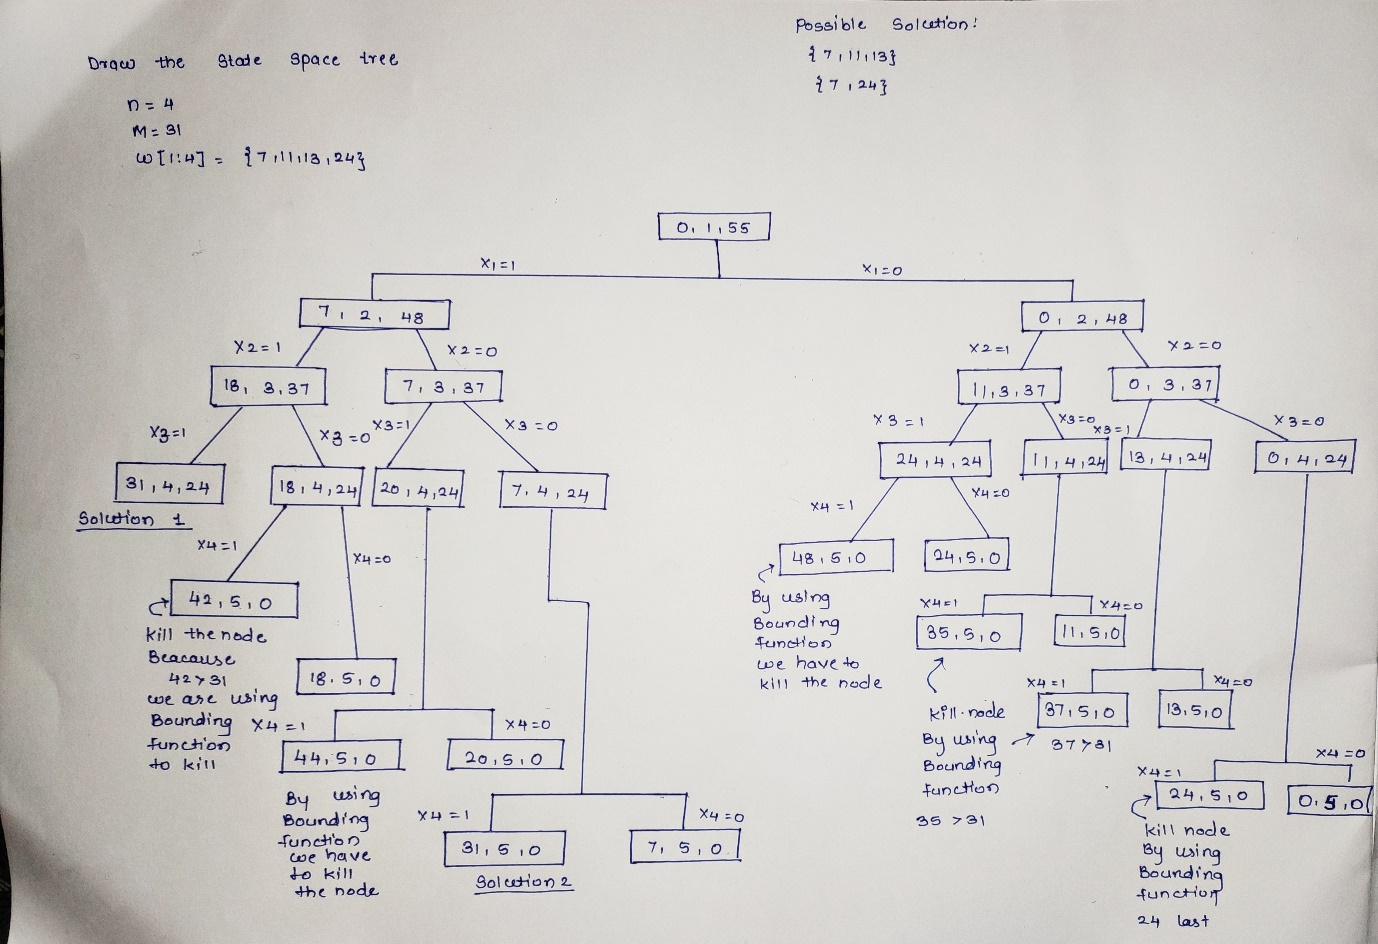 Possible Solution:
{7,11,13}
{7,24}
Draw the State Space tree
n = 4
M = 31
W[1:4] = {7,11,13,24}
0, 1, 55
X1=1
X1=0
7, 2, 48
0, 2, 48
X2=1
X2=0
X2=1
X2=0
18, 3, 37
7, 3, 37
11, 3, 37
0, 3, 37
X3=1
X3=0
X3=1
X3=0
X3=1
X3=0
X3=1
X3=0
31, 4, 24
18, 4, 24
20, 4, 24
7, 4, 24
24, 4, 24
11, 4, 24
13, 4, 24
0, 4, 24
Solution 1
X4=1
X4=0
X4=1
X4=0
42, 5, 0
48, 5, 0
24, 5, 0
Kill the node
Beacause
42>31
we are using
Bounding
function
to kill
18, 5, 0
By using
Bounding
function
we have to
kill the node
X4=1
X4=0
35, 5, 0
11, 5, 0
Kill node
By using
Bounding
function
35 >31
X4=1
X4=0
37, 5, 0
13, 5, 0
37>31
X4=1
X4=0
44, 5, 0
20, 5, 0
By using
Bounding
function
we have
to kill
the node
X4=1
X4=0
31, 5, 0
7, 5, 0
Solution 2
X4=1
X4=0
24, 5, 0
0, 5, 0
kill node
By using
Bounding
function
24 last